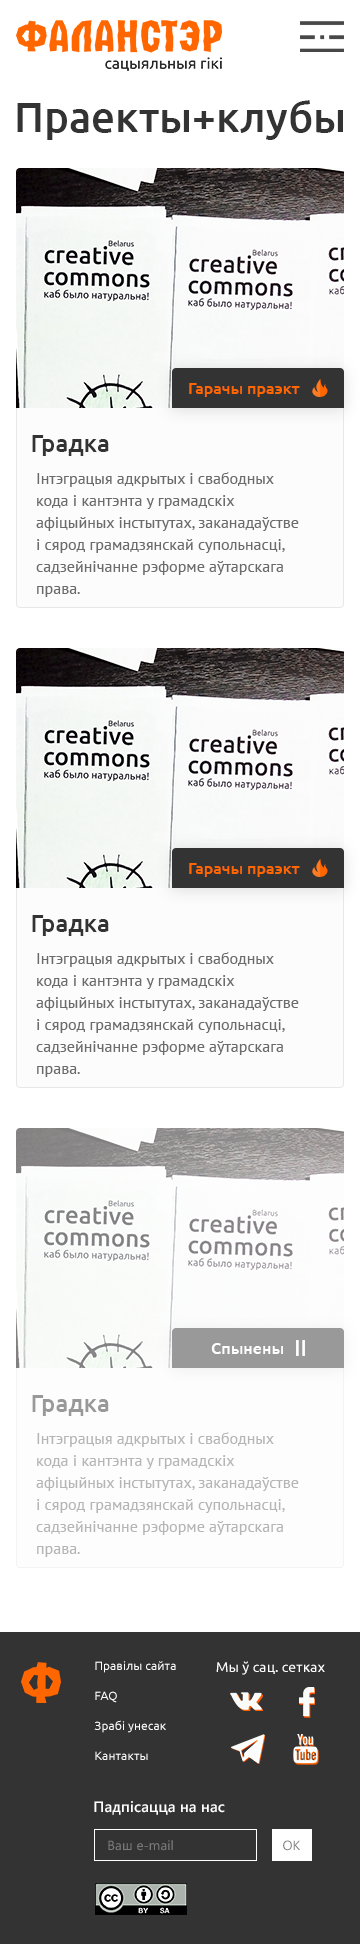 ФАЛАНСТЭР
сацыяльныя гікі
Праекты+клубы
Belarus
creative
commons
каб было натуральна!
Belarus
creative
commons
каб было натуральна!
Гарачы праэкт
Градка
Інтэграцыя адкрытых і свабодных
кода і кантэнта у грамадскіх
афіцыйных інстытутах, заканадаўстве
і сярод грамадзянскай супольнасці,
садзейнічанне рэформе аўтарскага
права.
Belarus
creative
commons
каб было натуральна!
Belarus
creative
commons
каб было натуральна!
Гарачы праэкт
Градка
Інтэграцыя адкрытых і свабодных
кода і кантэнта у грамадскіх
афіцыйных інстытутах, заканадаўстве
і сярод грамадзянскай супольнасці,
садзейнічанне рэформе аўтарскага
права.
Belarus
creative
commons
каб было натуральна!
Belarus
creative
commons
каб было натуральна!
Спынены
Градка
Інтэграцыя адкрытых і свабодных
кода і кантэнта у грамадскіх
афіцыйных інстытутах, заканадаўстве
і сярод грамадзянскай супольнасці,
садзейнічанне рэформе аўтарскага
права.
Ф
Правілы сайта
FAQ
Зрабі унесак
Кантакты
Мы ў сац. сетках
You
Tube
Падпісацца на нас
Ваш e-mail
OK
cc
BY SA